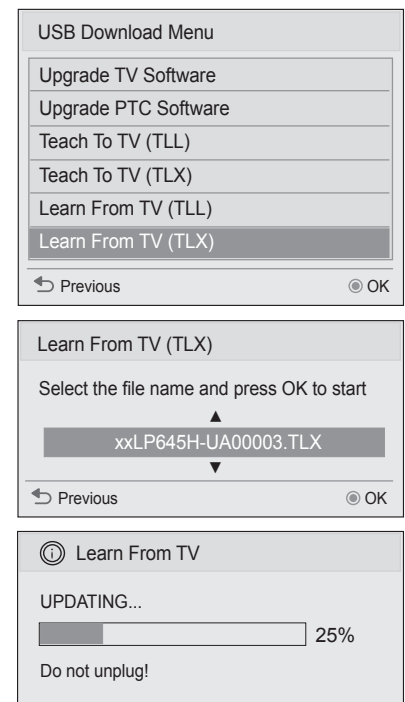 USB Download Menu
Upgrade TV Software
Upgrade PTC Software
Teach To TV (TLL)
Teach To TV (TLX)
Learn From TV (TLL)
Learn From TV (TLX)
Previous OK
Learn From TV (TLX)
Select the file name and press OK to start
xxLP645H-UA00003.TLX
Previous OK
Learn From TV
UPDATING...
25%
Do not unplug!